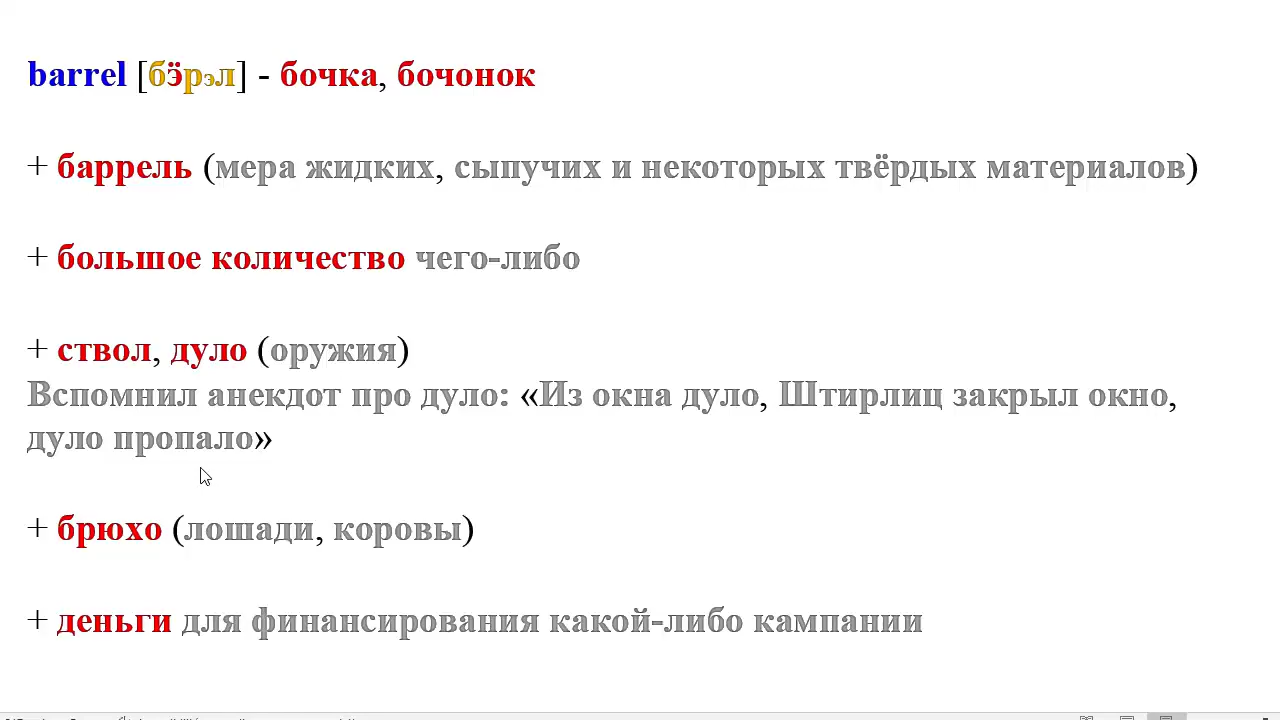 barrel [бӭрэл] - бочка, бочонок
+ баррель (мера жидких, сыпучих и некоторых твёрдых материалов)
+ большое количество чего-либо
+ ствол, дуло (оружия)
Вспомнил анекдот про дуло: «Из окна дуло, Штирлиц закрыл окно,
дуло пропало»
+ брюхо (лошади, коровы)
+ деньги для финансирования какой-либо кампании